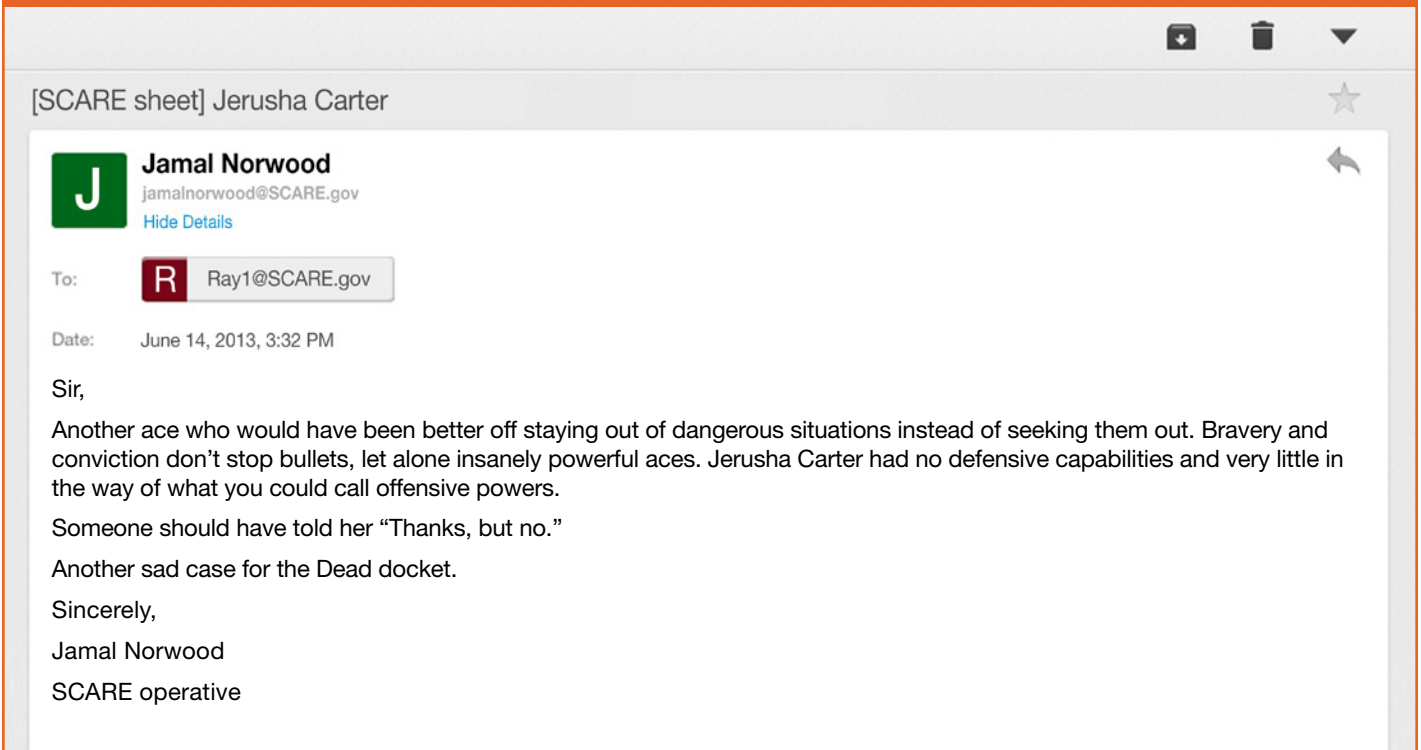 [SCARE sheet] Jerusha Carter
J
Jamal Norwood
jamalnorwood@SCARE.gov
Hide Details
To:
R
Ray1@SCARE.gov
Date:
June 14, 2013, 3:32 PM
Sir,
Another ace who would have been better off staying out of dangerous situations instead of seeking them out. Bravery and
conviction don’t stop bullets, let alone insanely powerful aces. Jerusha Carter had no defensive capabilities and very little in
the way of what you could call offensive powers.
Someone should have told her “Thanks, but no.”
Another sad case for the Dead docket.
Sincerely,
Jamal Norwood
SCARE operative